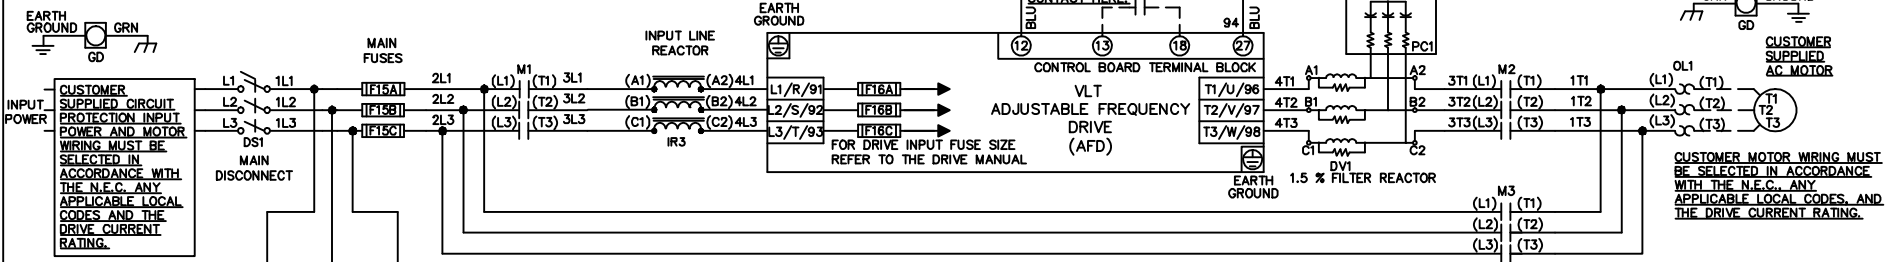 EARTH
GROUND
GRN
GD
MAIN
FUSES
INPUT LINE
REACTOR
EARTH
GROUND
BLU
94
BLU
12
13
18
27
CONTROL BOARD TERMINAL BLOCK
PC1
GD
CUSTOMER
SUPPLIED
AC MOTOR
INPUT
POWER
CUSTOMER
SUPPLIED CIRCUIT
PROTECTION INPUT
POWER AND MOTOR
WIRING MUST BE
SELECTED IN
ACCORDANCE WITH
THE N.E.C. ANY
APPLICABLE LOCAL
CODES AND THE
DRIVE CURRENT
RATING.
L1 1L1
L2 1L2
L3 1L3
DS1
MAIN
DISCONNECT
F15A
F15B
F15C
2L1
2L2
2L3
M1
(L1) (T1) 3L1
(L2) (T2) 3L2
(L3) (T3) 3L3
(A1) (A2) 4L1
(B1) (B2) 4L2
(C1) (C2) 4L3
IR3
L1/R/91
L2/S/92
L3/T/93
F16A
F16B
F16C
FOR DRIVE INPUT FUSE SIZE
REFER TO THE DRIVE MANUAL
VLT
ADJUSTABLE FREQUENCY
DRIVE
(AFD)
T1/U/96
T2/V/97
T3/W/98
EARTH
GROUND
4T1 A1 A2
4T2 B1 B2
4T3 C1 C2
DV1
1.5 % FILTER REACTOR
M2
3T1 (L1) (T1) 1T1
3T2 (L2) (T2) 1T2
3T3 (L3) (T3) 1T3
OL1
(L1) (T1)
(L2) (T2)
(L3) (T3)
T1
T2
T3
CUSTOMER MOTOR WIRING MUST
BE SELECTED IN ACCORDANCE
WITH THE N.E.C., ANY
APPLICABLE LOCAL CODES, AND
THE DRIVE CURRENT RATING.
M3
(L1) (T1)
(L2) (T2)
(L3) (T3)